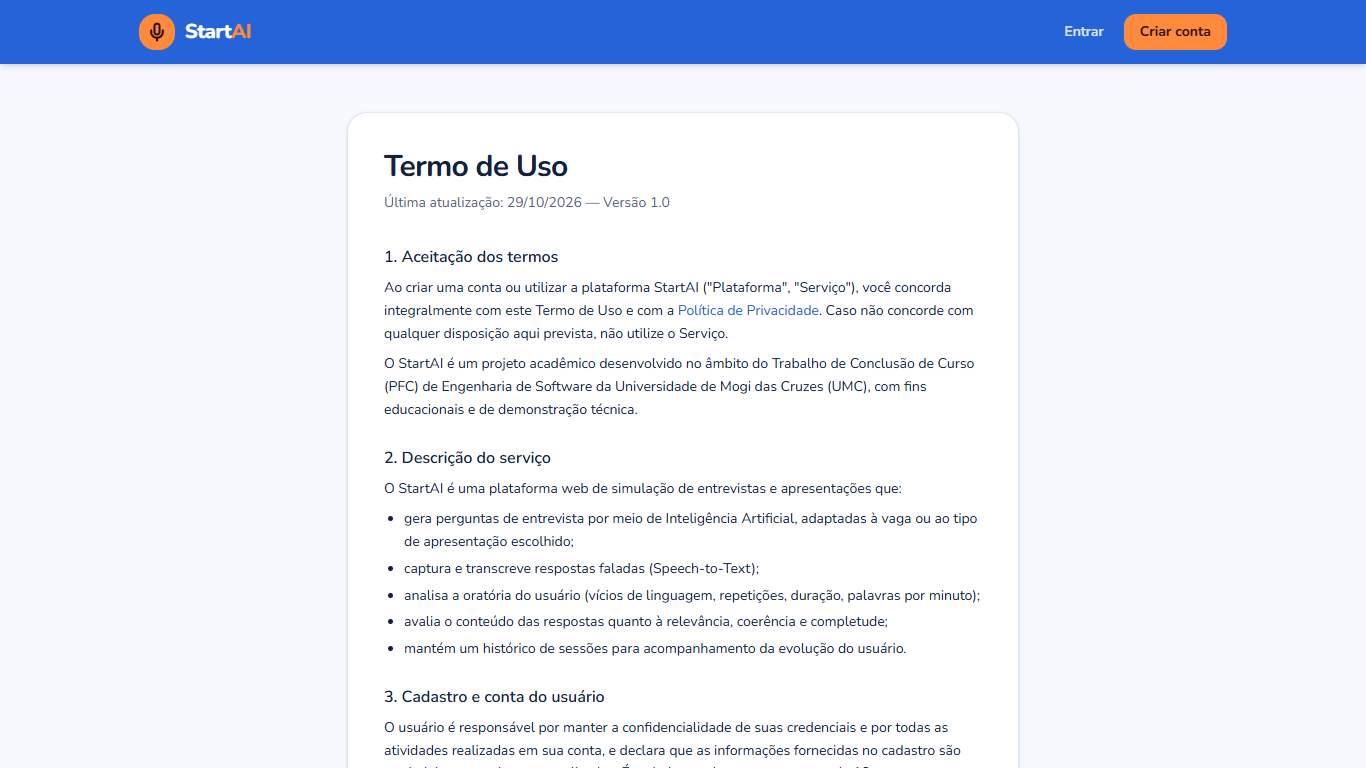 StartAI
Entrar
Criar conta
Termo de Uso
Última atualização: 29/10/2026 — Versão 1.0
1. Aceitação dos termos
Ao criar uma conta ou utilizar a plataforma StartAI ("Plataforma", "Serviço"), você concorda
integralmente com este Termo de Uso e com a Política de Privacidade. Caso não concorde com
qualquer disposição aqui prevista, não utilize o Serviço.
O StartAI é um projeto acadêmico desenvolvido no âmbito do Trabalho de Conclusão de Curso
(PFC) de Engenharia de Software da Universidade de Mogi das Cruzes (UMC), com fins
educacionais e de demonstração técnica.
2. Descrição do serviço
O StartAI é uma plataforma web de simulação de entrevistas e apresentações que:
• gera perguntas de entrevista por meio de Inteligência Artificial, adaptadas à vaga ou ao tipo
de apresentação escolhido;
• captura e transcreve respostas faladas (Speech-to-Text);
• analisa a oratória do usuário (vícios de linguagem, repetições, duração, palavras por minuto);
• avalia o conteúdo das respostas quanto à relevância, coerência e completude;
• mantém um histórico de sessões para acompanhamento da evolução do usuário.
3. Cadastro e conta do usuário
O usuário é responsável por manter a confidencialidade de suas credenciais e por todas as
atividades realizadas em sua conta, e declara que as informações fornecidas no cadastro são